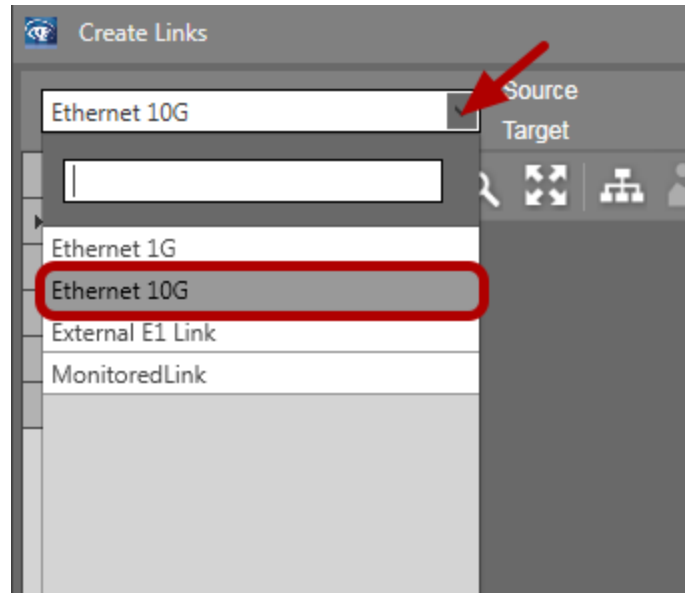 Create Links
Ethernet 10G
Source
Target
Ethernet 1G
Ethernet 10G
External E1 Link
MonitoredLink